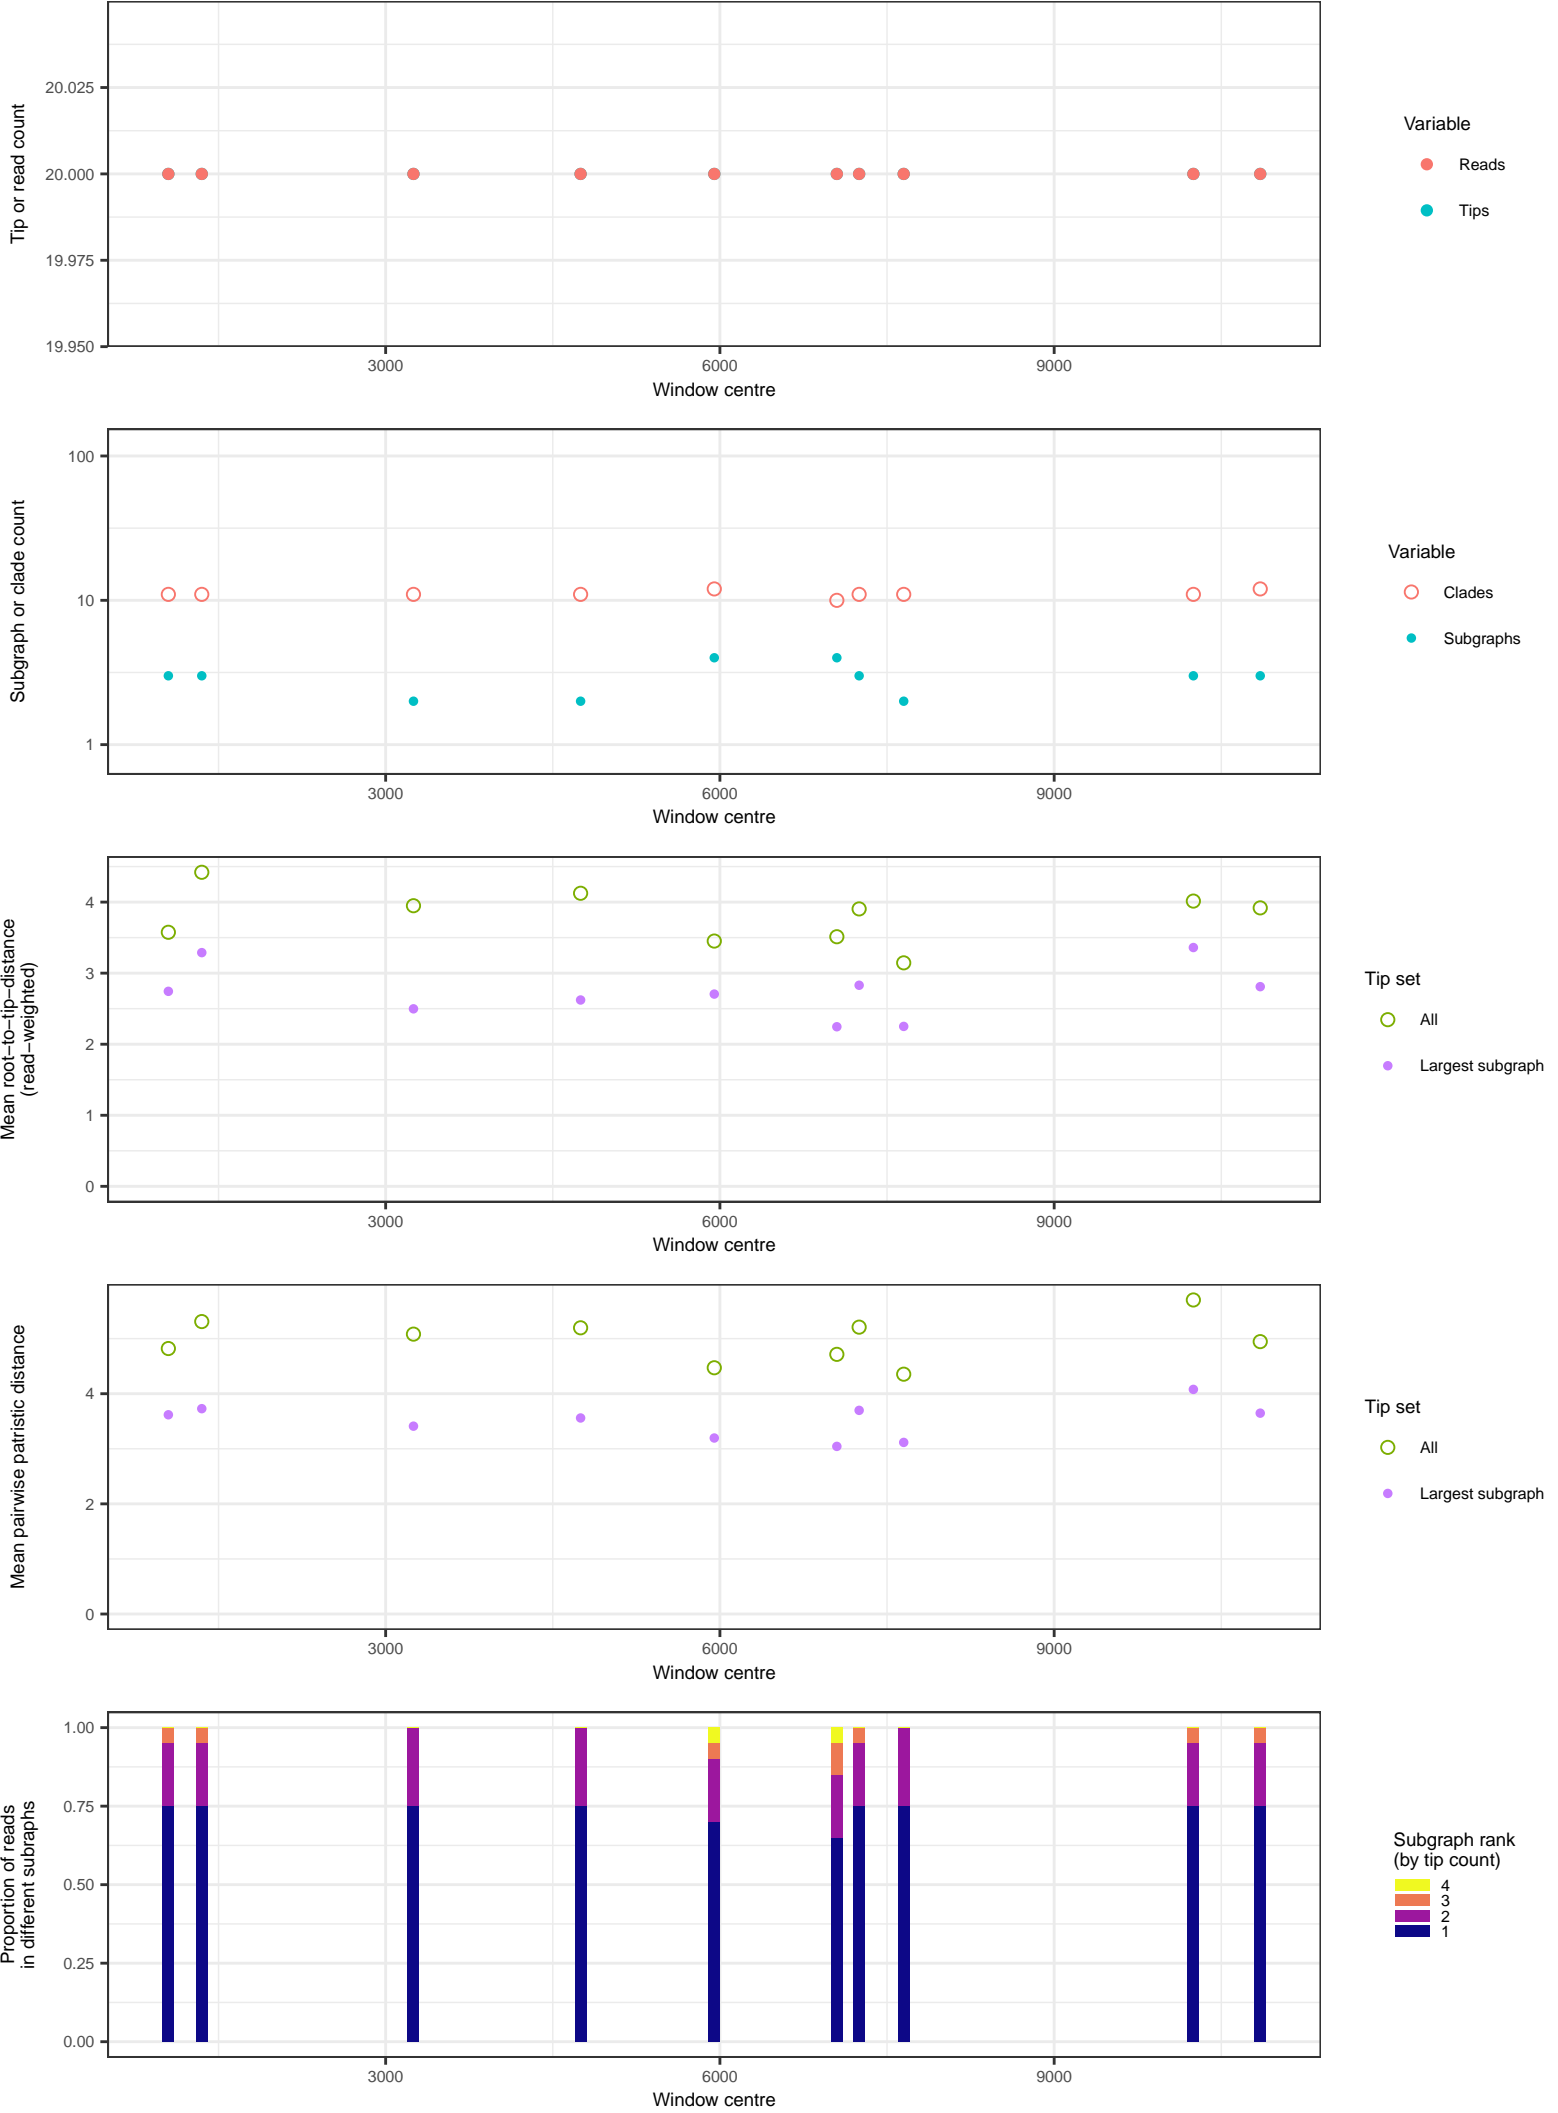 Tip or read count
20.025
20.000
19.975
19.950
3000
6000
9000
Window centre
Variable
Reads
Tips
Subgraph or clade count
100
10
1
3000
6000
9000
Window centre
Variable
Clades
Subgraphs
Mean root−to−tip−distance
(read−weighted)
4
3
2
1
0
3000
6000
9000
Window centre
Tip set
All
Largest subgraph
Mean pairwise patristic distance
4
2
0
3000
6000
9000
Window centre
Tip set
All
Largest subgraph
Proportion of reads
in different subraphs
1.00
0.75
0.50
0.25
0.00
3000
6000
9000
Window centre
Subgraph rank
(by tip count)
4
3
2
1